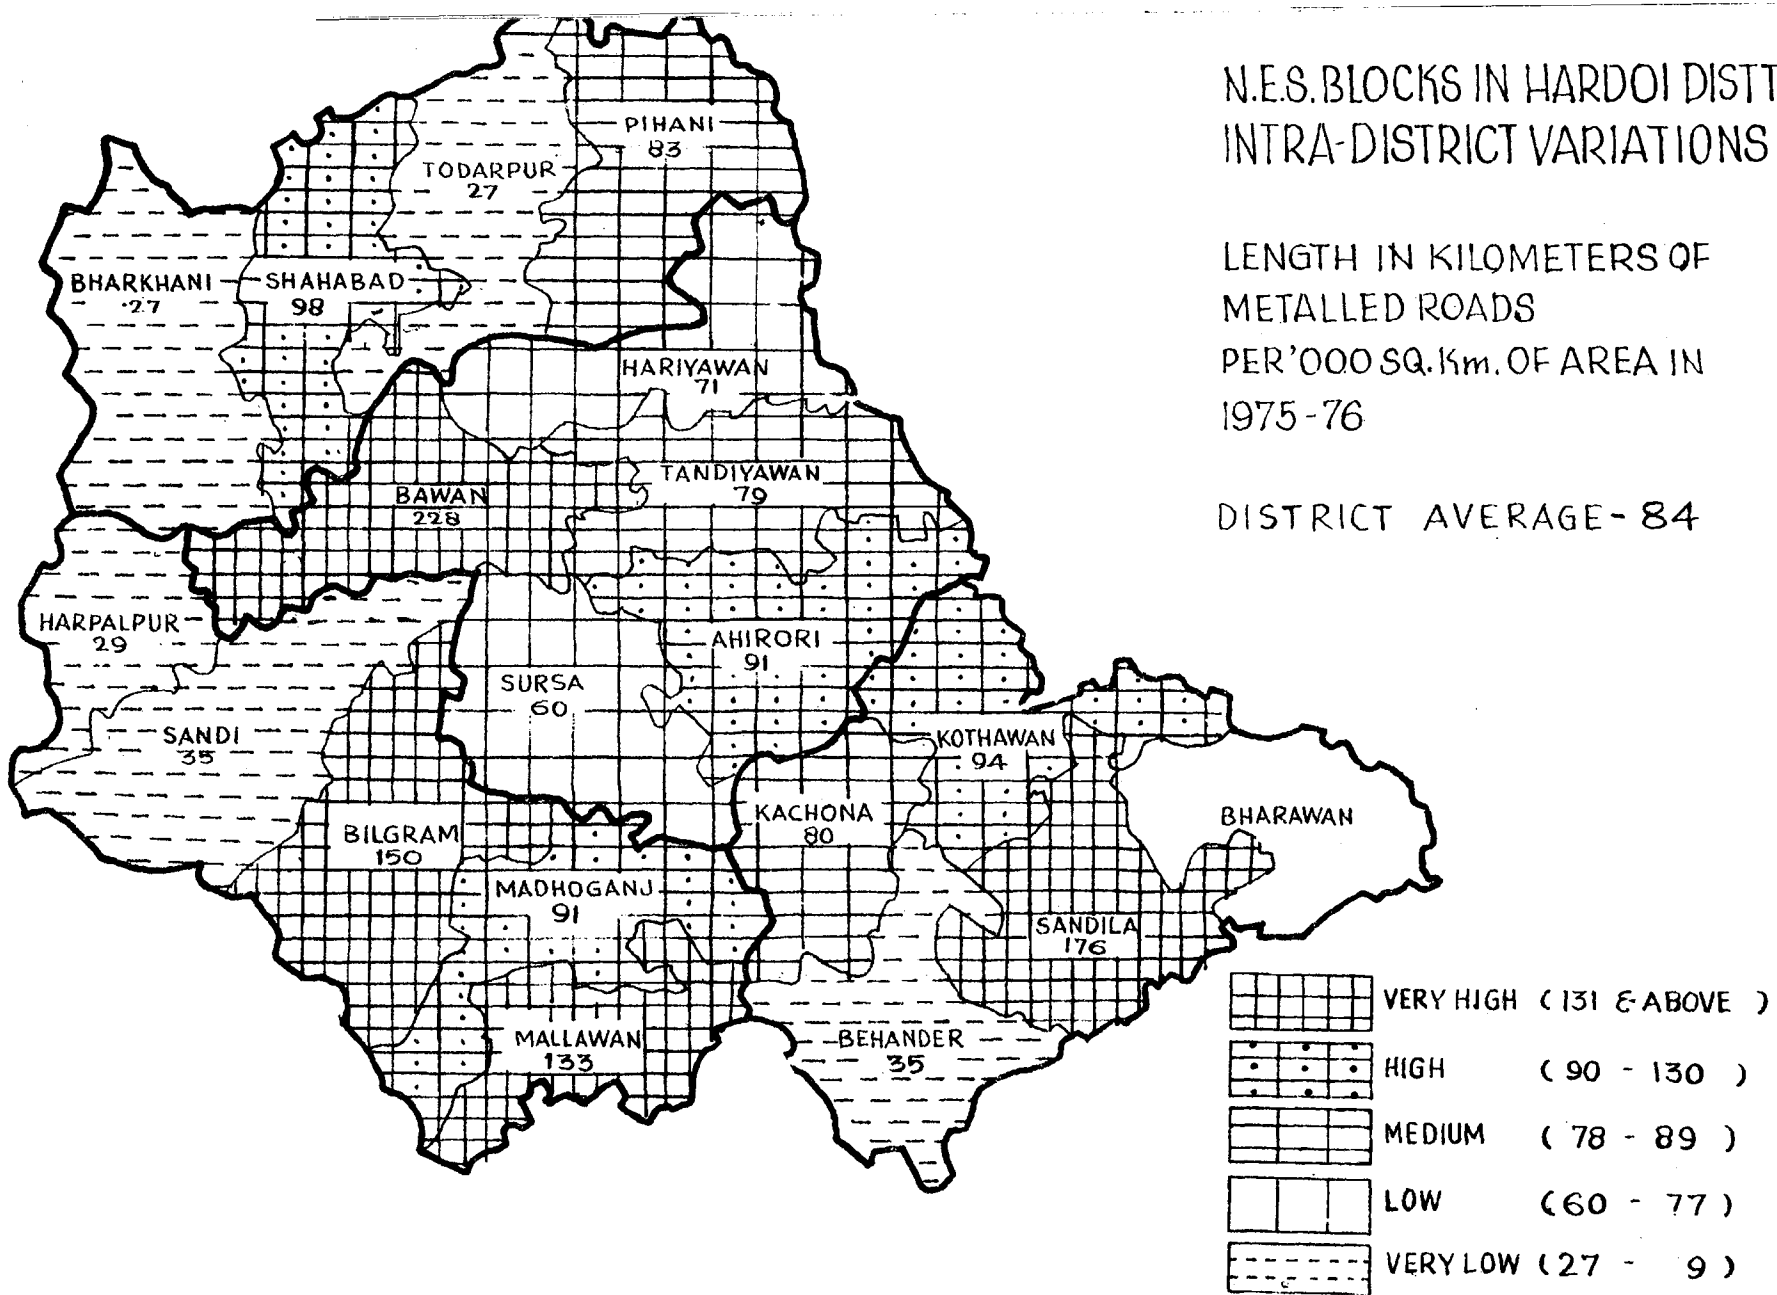 N.E.S. BLOCKS IN HARDOI DISTT
INTRA-DISTRICT VARIATIONS
LENGTH IN KILOMETERS OF
METALLED ROADS
PER'000 SQ.Km. OF AREA IN
1975-76
DISTRICT AVERAGE-84
PIHANI
83
TODARPUR
27
BHARKHANI
27
SHAHABAD
98
HARIYAWAN
71
TANDIYAWAN
79
BAWAN
228
HARPALPUR
29
AHIRORI
91
SURSA
60
SANDI
35
KOTHAWAN
94
KACHONA
80
BHARAWAN
BILGRAM
150
MADHOGANJ
91
SANDILA
176
MALLAWAN
133
BEHANDER
35
VERY HIGH (131 & ABOVE)
HIGH (90 - 130)
MEDIUM (78 - 89)
LOW (60 - 77)
VERY LOW (27 - 9)